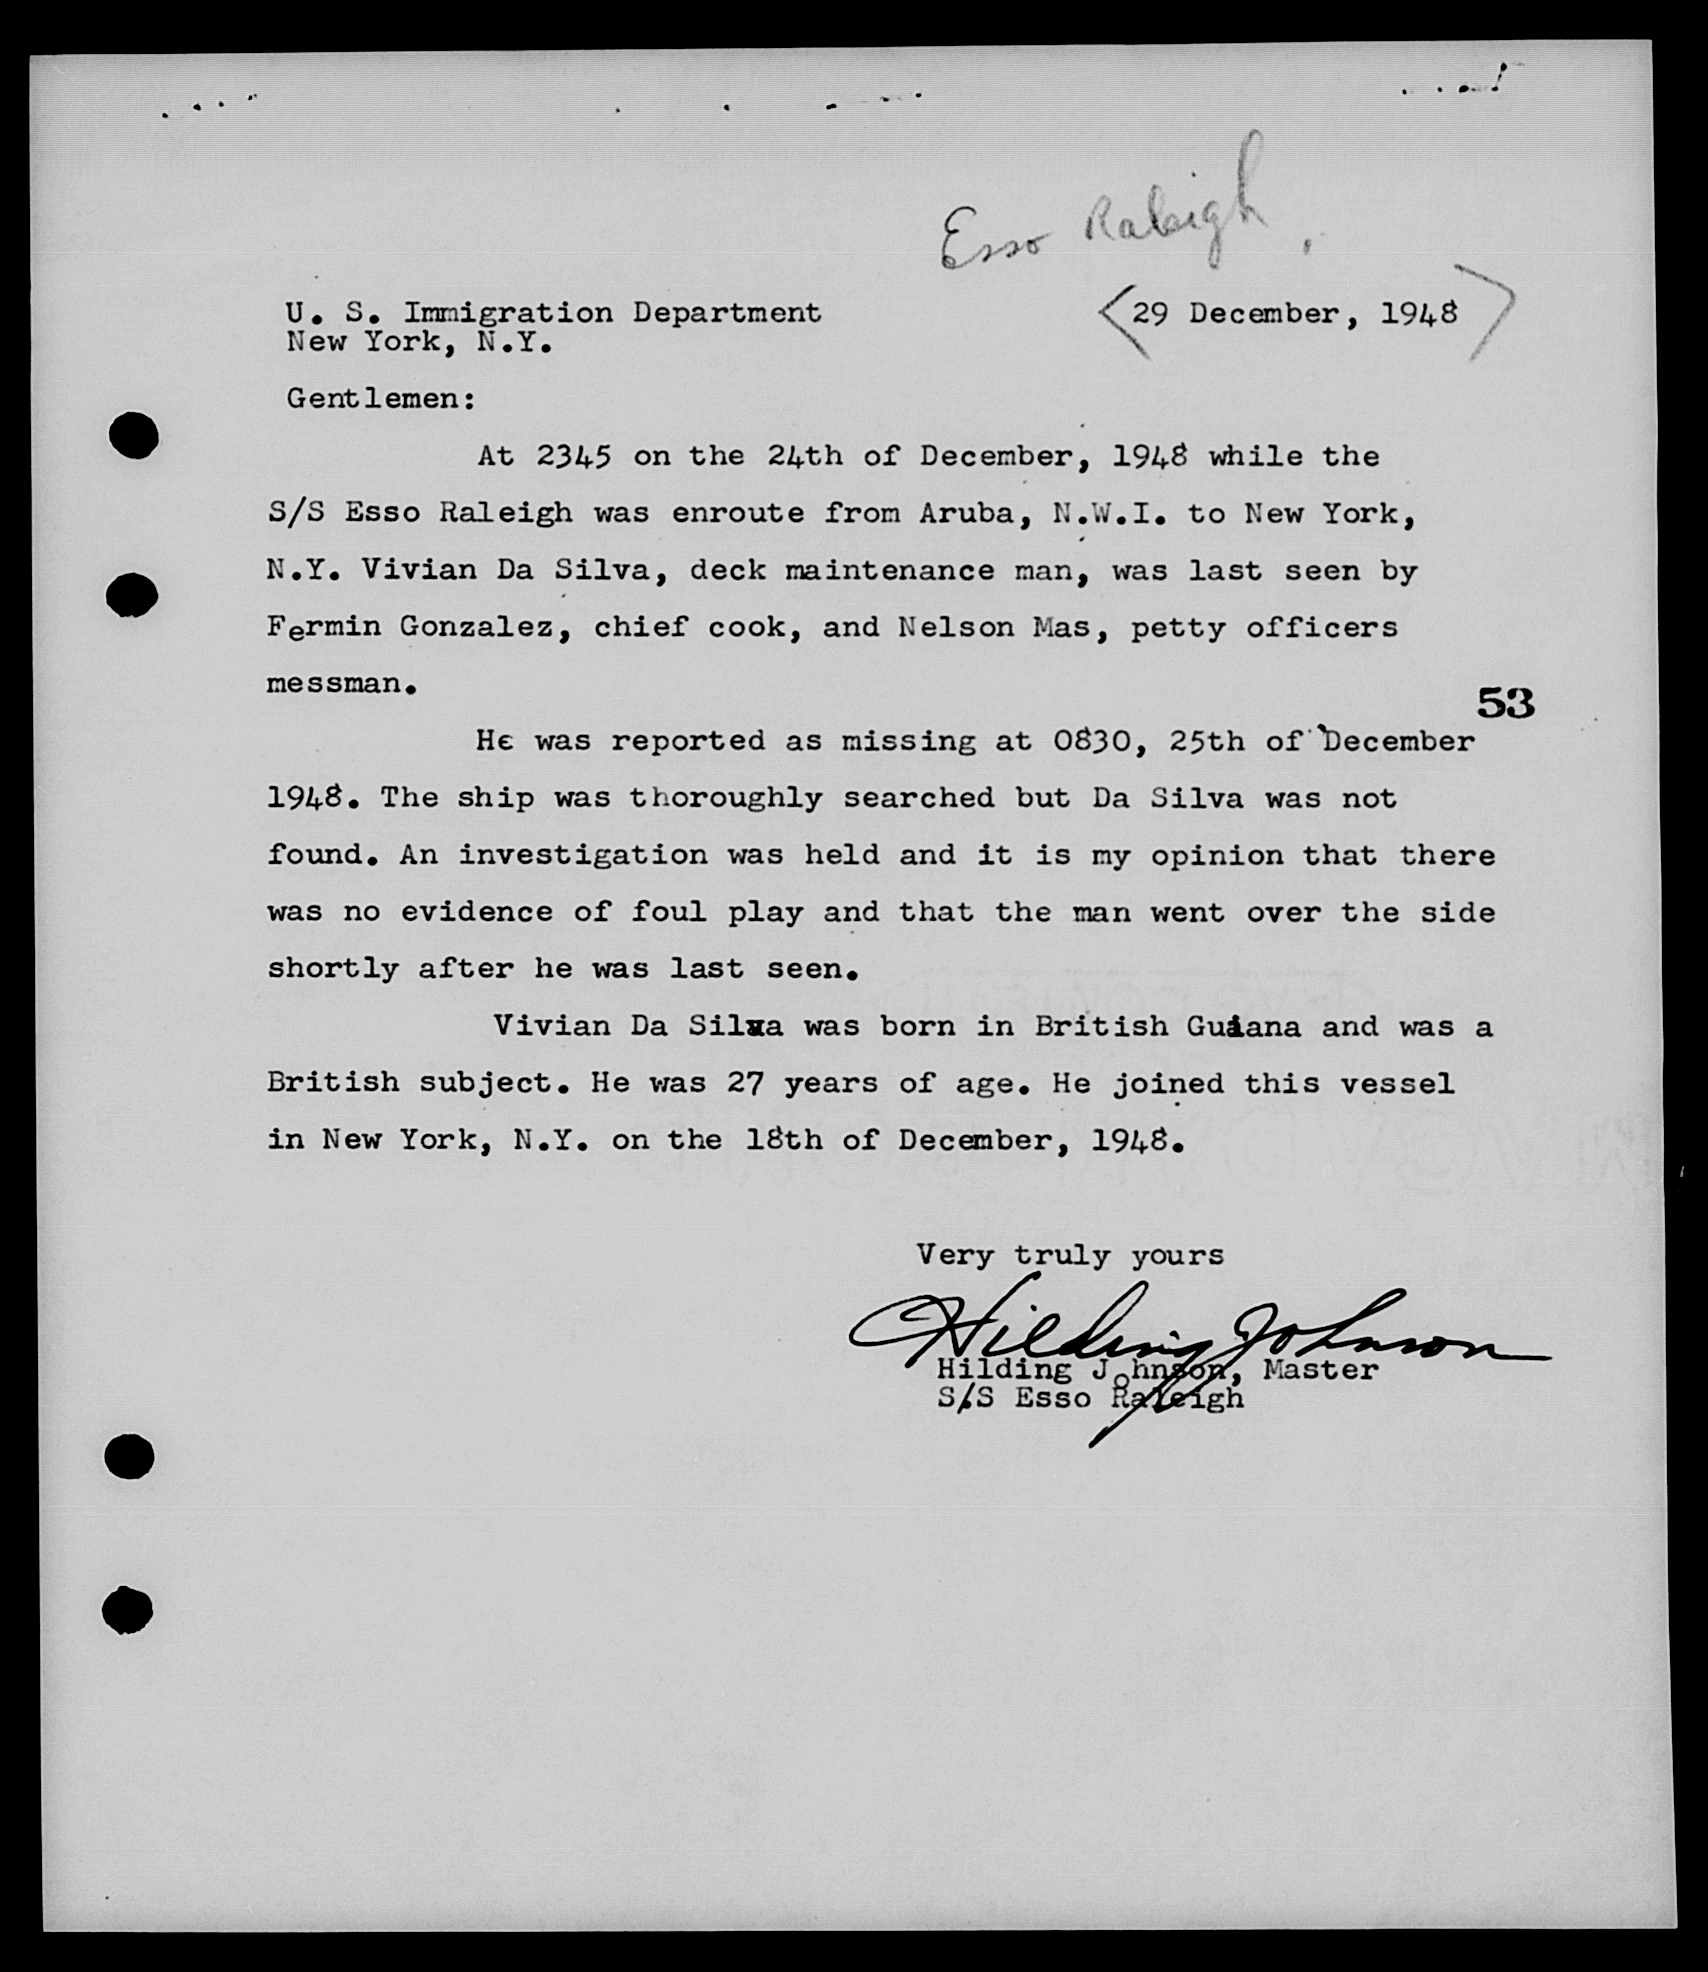 Esso Raleigh.
U. S. Immigration Department
29 December, 1948
New York, N.Y.
Gentlemen:
At 2345 on the 24th of December, 1948 while the
S/S Esso Raleigh was enroute from Aruba, N.W.I. to New York,
N.Y. Vivian Da Silva, deck maintenance man, was last seen by
Fermin Gonzalez, chief cook, and Nelson Mas, petty officers
messman.
53
He was reported as missing at 0830, 25th of December
1948. The ship was thoroughly searched but Da Silva was not
found. An investigation was held and it is my opinion that there
was no evidence of foul play and that the man went over the side
shortly after he was last seen.
Vivian Da Silva was born in British Guiana and was a
British subject. He was 27 years of age. He joined this vessel
in New York, N.Y. on the 18th of December, 1948.
Very truly yours
Hilding Johnson
Hilding Johnson, Master
S/S Esso Raleigh